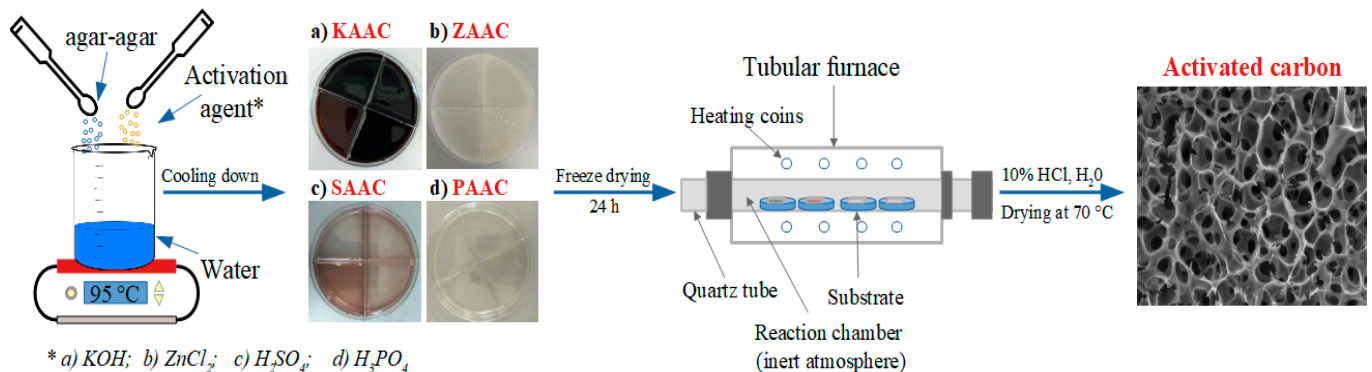 agar-agar
Activation
agent*
Water
95 °C
* a) KOH; b) ZnCl₂; c) H₂SO₄; d) H₃PO₄
Cooling down
a) KAAC
b) ZAAC
c) SAAC
d) PAAC
Freeze drying
24 h
Tubular furnace
Heating coins
Quartz tube
Substrate
Reaction chamber
(inert atmosphere)
10% HCl, H₂0
Drying at 70 °C
Activated carbon